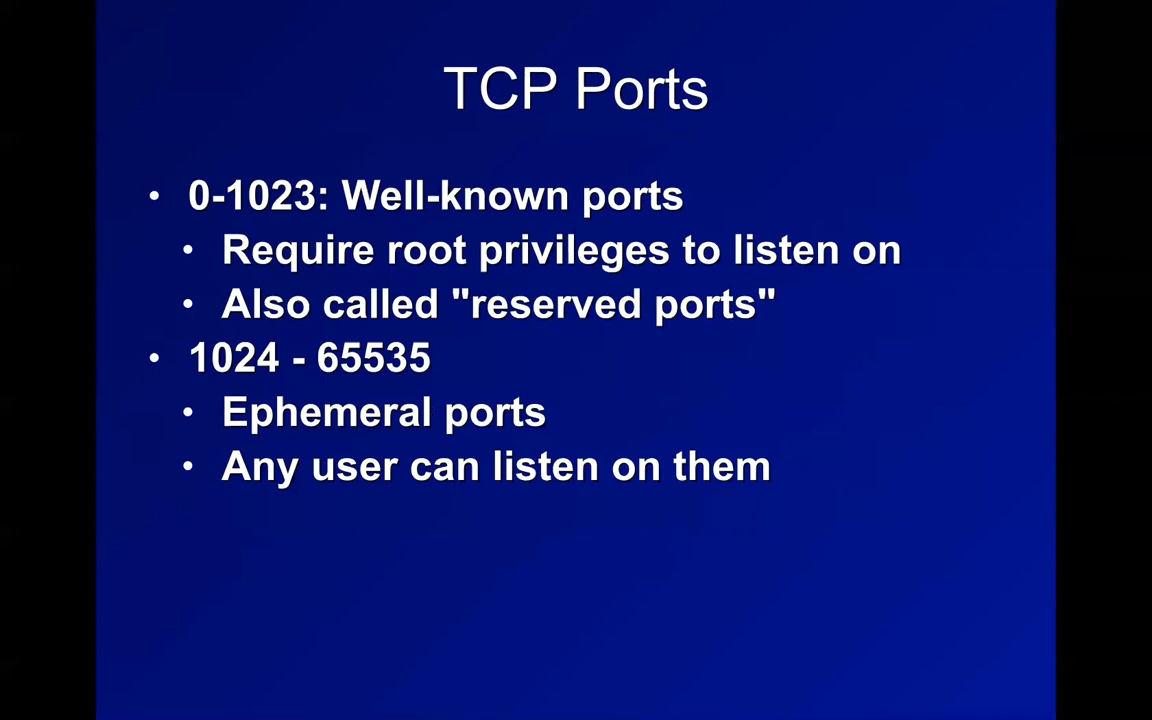 TCP Ports
• 0-1023: Well-known ports
• Require root privileges to listen on
• Also called "reserved ports"
• 1024 - 65535
• Ephemeral ports
• Any user can listen on them